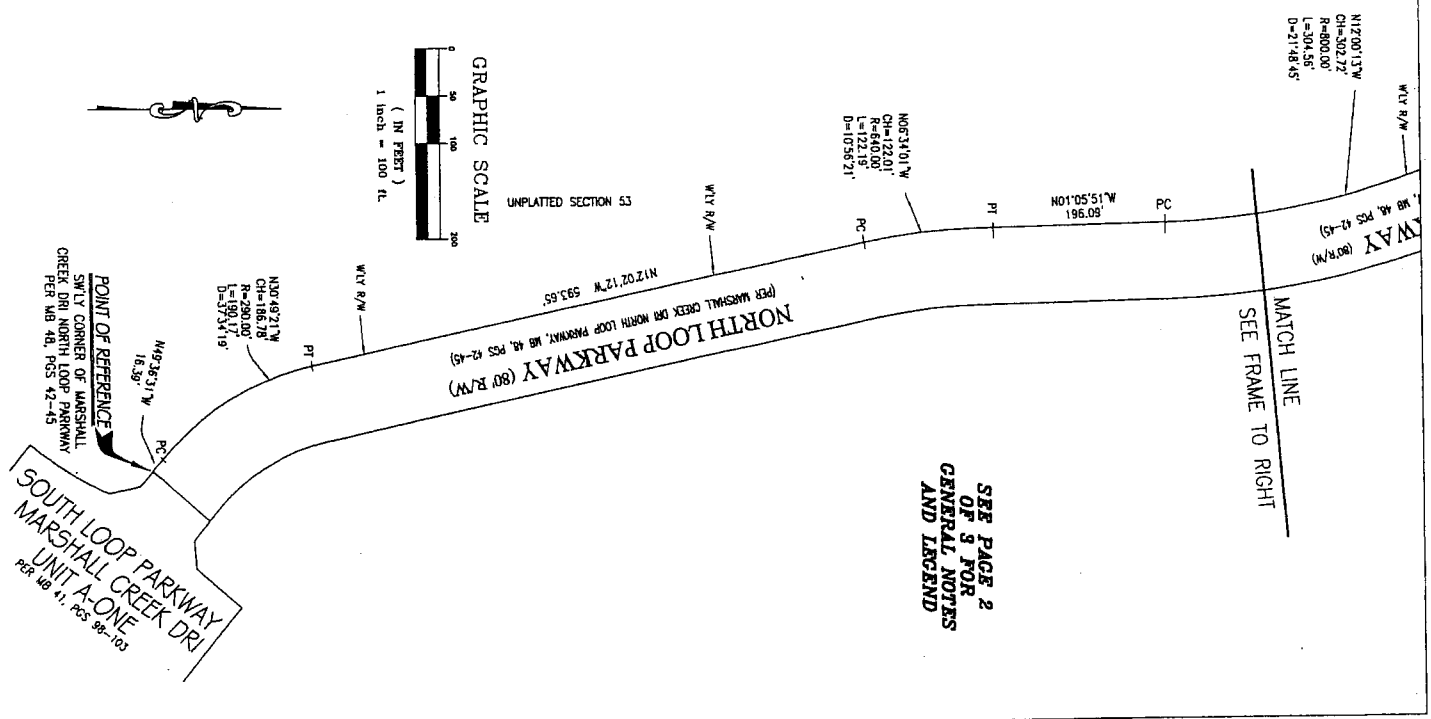 N12°00'13"W
CH=302.72'
R=800.00'
L=304.56'
D=21°48'45"
W'LY R/W
WAY (80'R/W)
MB 48, PGS 42-45)
MATCH LINE
SEE FRAME TO RIGHT
PC
N01°05'51"W
196.09'
PT
N06°34'01"W
CH=122.01'
R=640.00'
L=122.19'
D=10°56'21"
PC
W'LY R/W
N12°02'12"W 593.65'
NORTH LOOP PARKWAY (80' R/W)
(PER MARSHALL CREEK DRI NORTH LOOP PARKWAY, MB 48, PGS 42-45)
UNPLATTED SECTION 53
GRAPHIC SCALE
0 50 100 200
( IN FEET )
1 inch = 100 ft.
W'LY R/W
PT
N30°49'21"W
CH=186.78'
R=290.00'
L=190.17'
D=37°34'19"
PC
N49°36'31"W
16.39'
POINT OF REFERENCE
SW'LY CORNER OF MARSHALL
CREEK DRI NORTH LOOP PARKWAY
PER MB 48, PGS 42-45
SOUTH LOOP PARKWAY
MARSHALL CREEK DRI
UNIT A-ONE
PER MB 41, PGS 98-103
SEE PAGE 2
OF 3 FOR
GENERAL NOTES
AND LEGEND